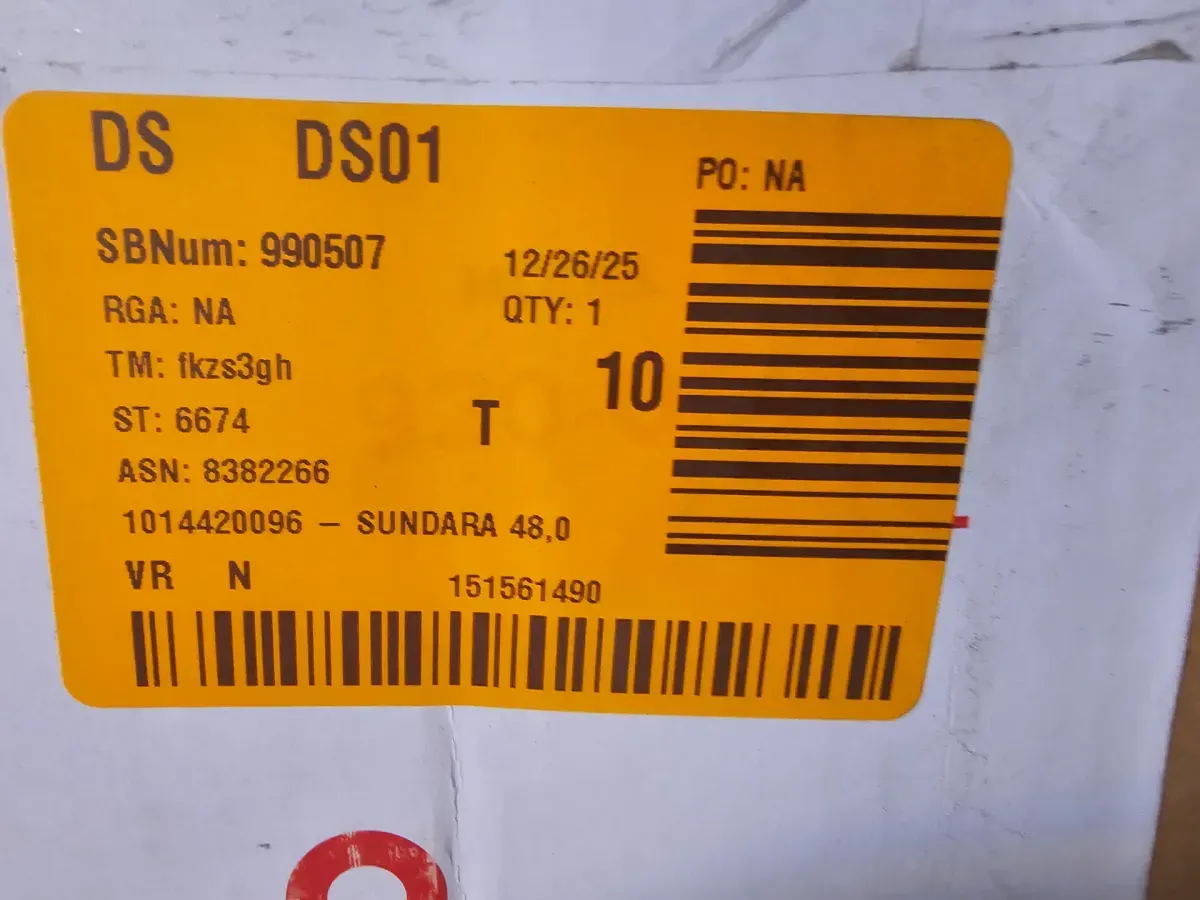 DS DS01
PO: NA
SBNum: 990507
12/26/25
RGA: NA
QTY: 1
TM: fkzs3gh
10
ST: 6674
T
ASN: 8382266
1014420096 – SUNDARA 48,0
VR N
151561490